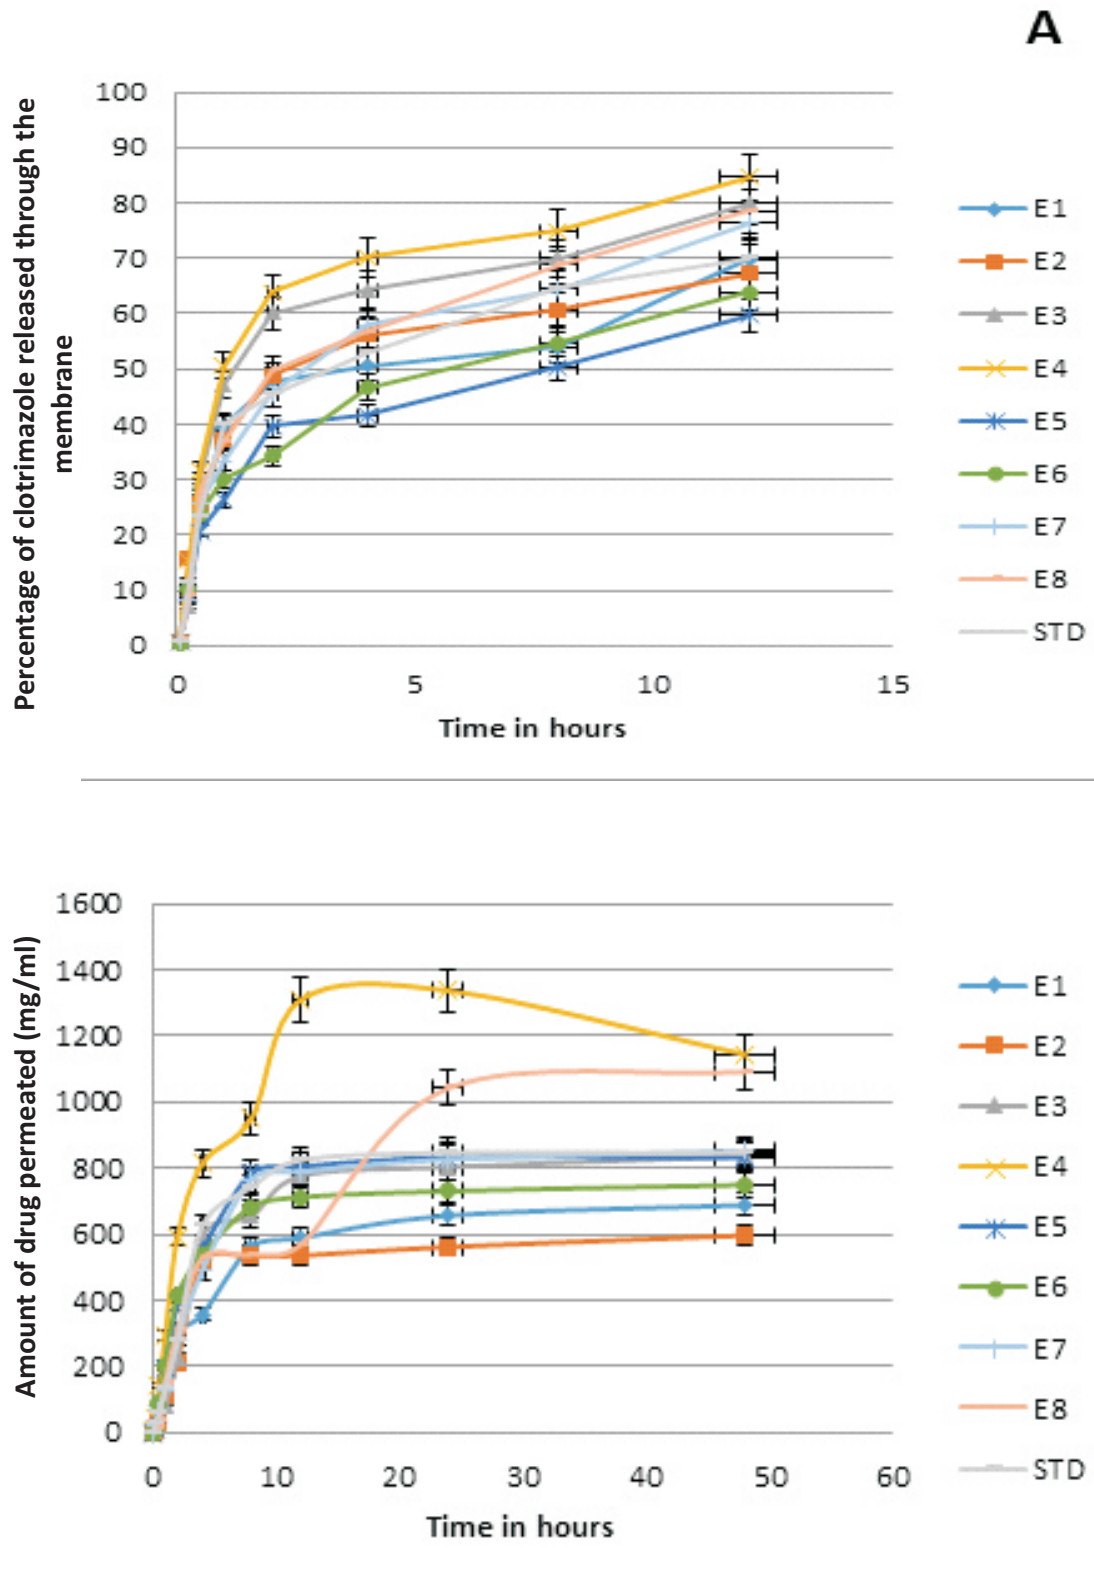 A
Percentage of clotrimazole released through the
membrane
100
90
80
70
60
50
40
30
20
10
0
0 5 10 15
Time in hours
E1
E2
E3
E4
E5
E6
E7
E8
STD
Amount of drug permeated (mg/ml)
1600
1400
1200
1000
800
600
400
200
0
0 10 20 30 40 50 60
Time in hours
E1
E2
E3
E4
E5
E6
E7
E8
STD